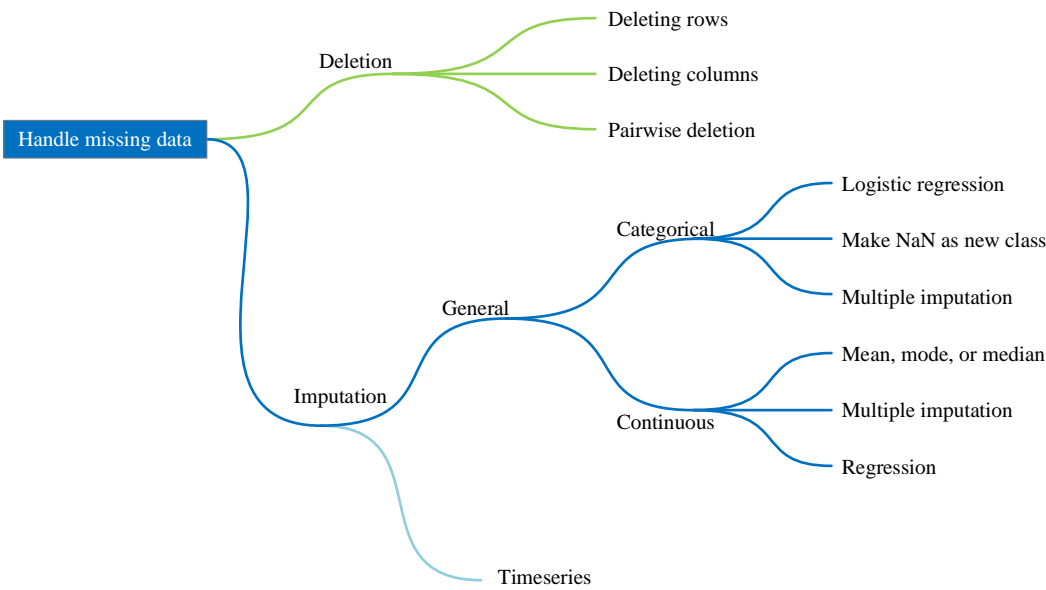 Deleting rows
Deletion
Deleting columns
Handle missing data
Pairwise deletion
Logistic regression
Categorical
Make NaN as new class
Multiple imputation
General
Mean, mode, or median
Imputation
Multiple imputation
Continuous
Regression
Timeseries